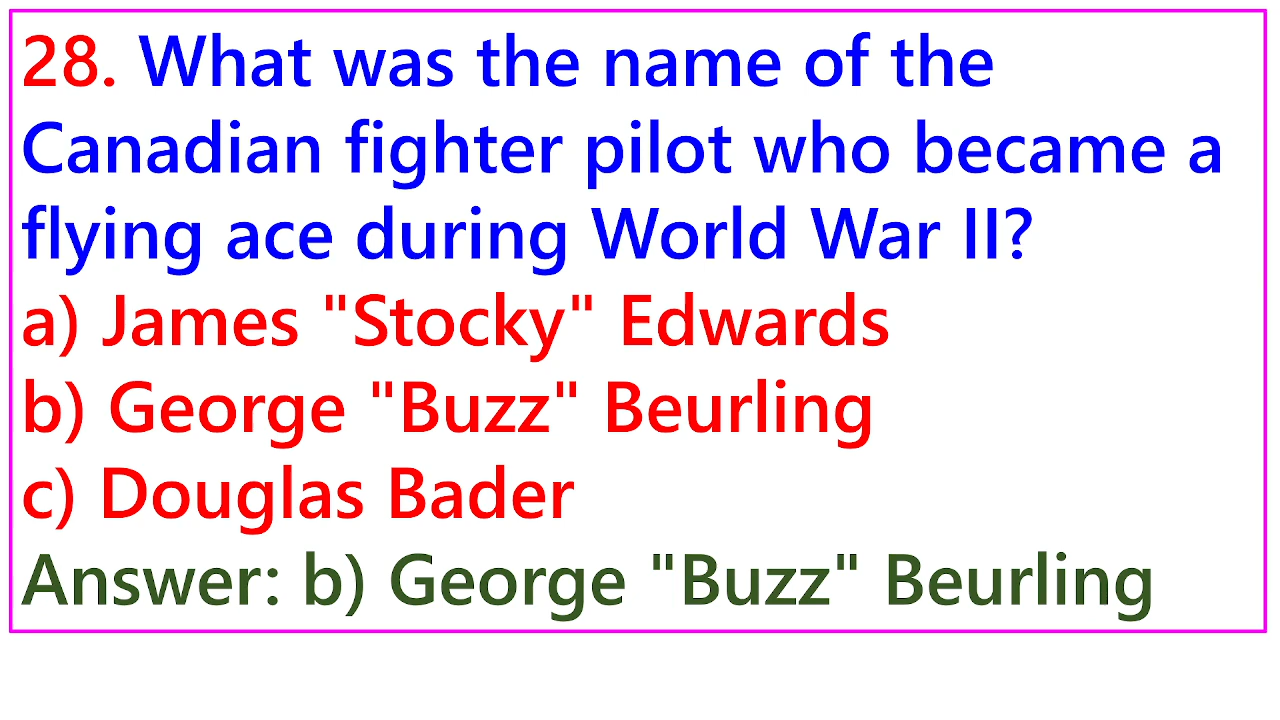 28. What was the name of the
Canadian fighter pilot who became a
flying ace during World War II?
a) James "Stocky" Edwards
b) George "Buzz" Beurling
c) Douglas Bader
Answer: b) George "Buzz" Beurling